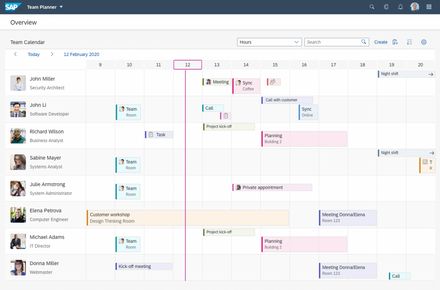 SAP Team Planner
Overview
Team Calendar
Hours
Search
Create
Today
12 February 2020
9 10 11 12 13 14 15 16 17 18 19 20
John Miller
Security Architect
Meeting
Sync
Coffee
Night shift
John Li
Software Developer
Team
Room
Call
Call with customer
Sync
Online
Richard Wilson
Business Analyst
Task
Project kick-off
Planning
Building 2
Sabine Mayer
Systems Analyst
Team
Room
Night shift
Julie Armstrong
System Administrator
Team
Room
Private appointment
Elena Petrova
Computer Engineer
Customer workshop
Design Thinking Room
Meeting Donna/Elena
Room 123
Michael Adams
IT Director
Team
Room
Project kick-off
Planning
Building 2
Donna Miller
Webmaster
Kick-off meeting
Meeting Donna/Elena
Room 123
Call